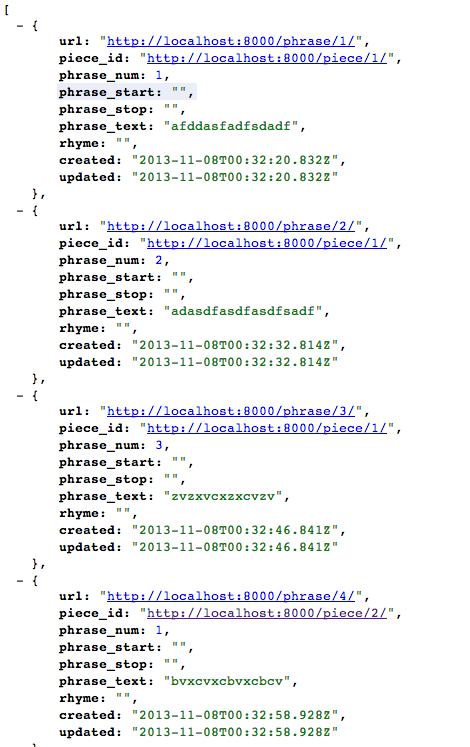 [
- {
url: "http://localhost:8000/phrase/1/",
piece_id: "http://localhost:8000/piece/1/",
phrase_num: 1,
phrase_start: "",
phrase_stop: "",
phrase_text: "afddasfadfsdadf",
rhyme: "",
created: "2013-11-08T00:32:20.832Z",
updated: "2013-11-08T00:32:20.832Z"
},
- {
url: "http://localhost:8000/phrase/2/",
piece_id: "http://localhost:8000/piece/1/",
phrase_num: 2,
phrase_start: "",
phrase_stop: "",
phrase_text: "adasdfasdfasdfsadf",
rhyme: "",
created: "2013-11-08T00:32:32.814Z",
updated: "2013-11-08T00:32:32.814Z"
},
- {
url: "http://localhost:8000/phrase/3/",
piece_id: "http://localhost:8000/piece/1/",
phrase_num: 3,
phrase_start: "",
phrase_stop: "",
phrase_text: "zvzxvcxzxcvzv",
rhyme: "",
created: "2013-11-08T00:32:46.841Z",
updated: "2013-11-08T00:32:46.841Z"
},
- {
url: "http://localhost:8000/phrase/4/",
piece_id: "http://localhost:8000/piece/2/",
phrase_num: 1,
phrase_start: "",
phrase_stop: "",
phrase_text: "bvxcvxcbvxcbcv",
rhyme: "",
created: "2013-11-08T00:32:58.928Z",
updated: "2013-11-08T00:32:58.928Z"